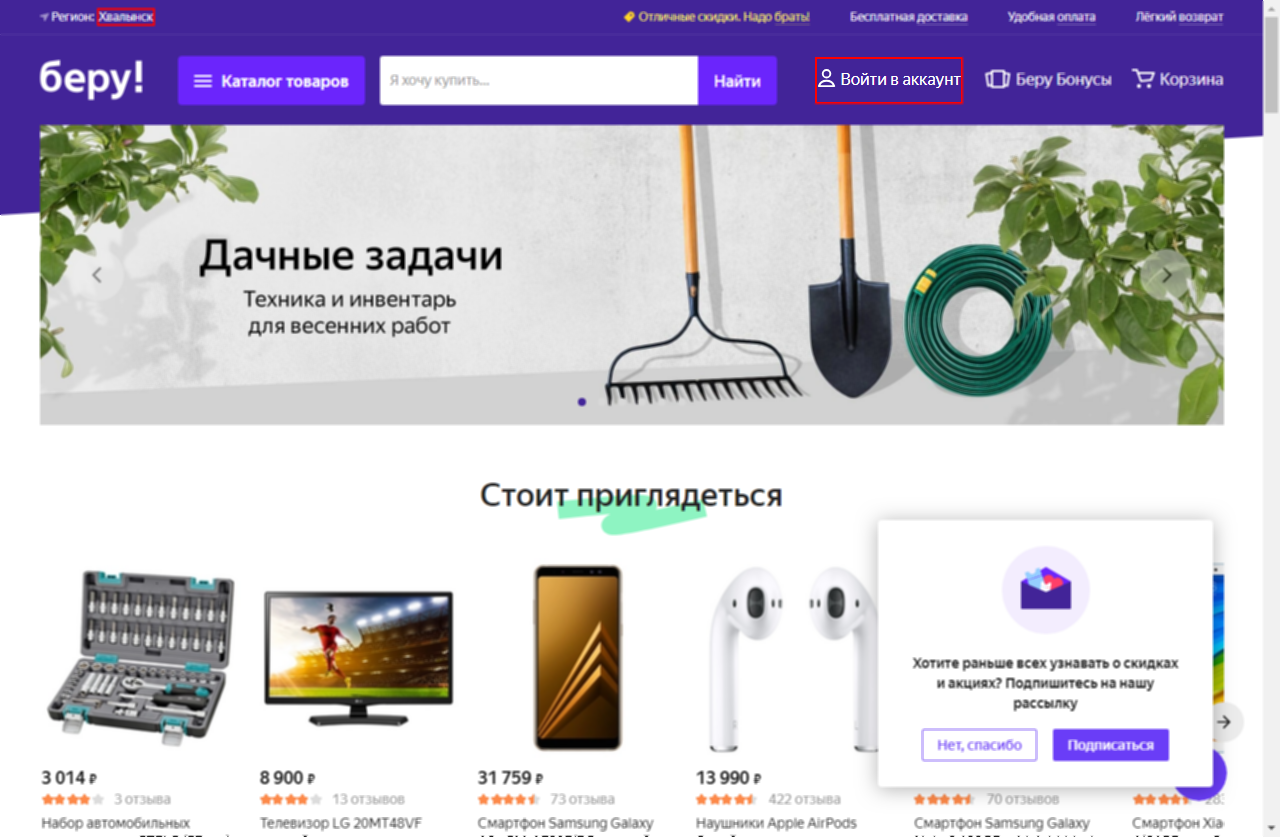 Регион: Хвалынск
Отличные скидки. Надо брать!
Бесплатная доставка
Удобная оплата
Лёгкий возврат
беру!
Каталог товаров
Я хочу купить...
Найти
Войти в аккаунт
Беру Бонусы
Корзина
Дачные задачи
Техника и инвентарь
для весенних работ
Стоит приглядеться
Хотите раньше всех узнавать о скидках
и акциях? Подпишитесь на нашу
рассылку
Нет, спасибо
Подписаться
3 014 ₽
8 900 ₽
31 759 ₽
13 990 ₽
3 отзыва
13 отзывов
73 отзыва
422 отзыва
70 отзывов
Набор автомобильных
Телевизор LG 20MT48VF
Смартфон Samsung Galaxy
Наушники Apple AirPods
Смартфон Samsung Galaxy
Смартфон Xia